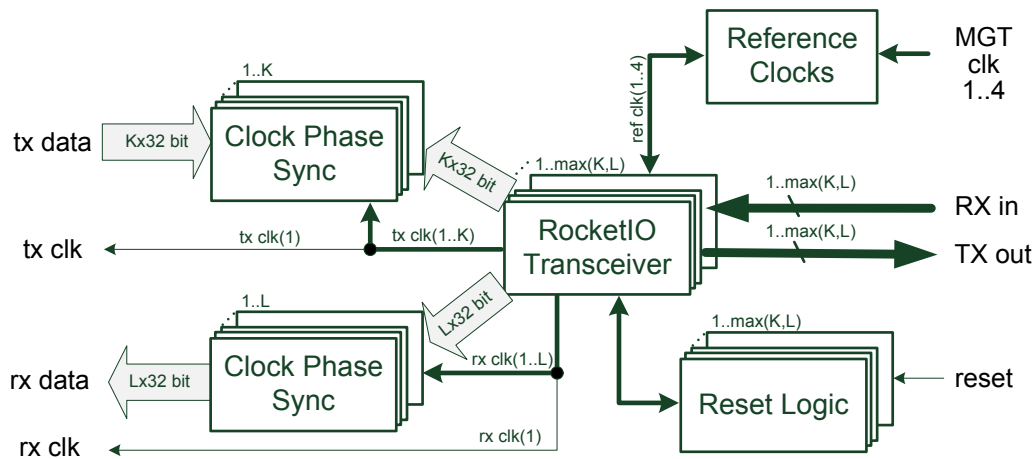 Reference
Clocks
MGT
clk
1..4
ref clk(1..4)
1..K
tx data
Kx32 bit
Clock Phase
Sync
Kx32 bit
1..max(K,L)
1..max(K,L)
RX in
RocketIO
Transceiver
1..max(K,L)
TX out
tx clk
tx clk(1)
tx clk(1..K)
1..L
Lx32 bit
rx data
Lx32 bit
Clock Phase
Sync
rx clk(1..L)
1..max(K,L)
Reset Logic
reset
rx clk
rx clk(1)